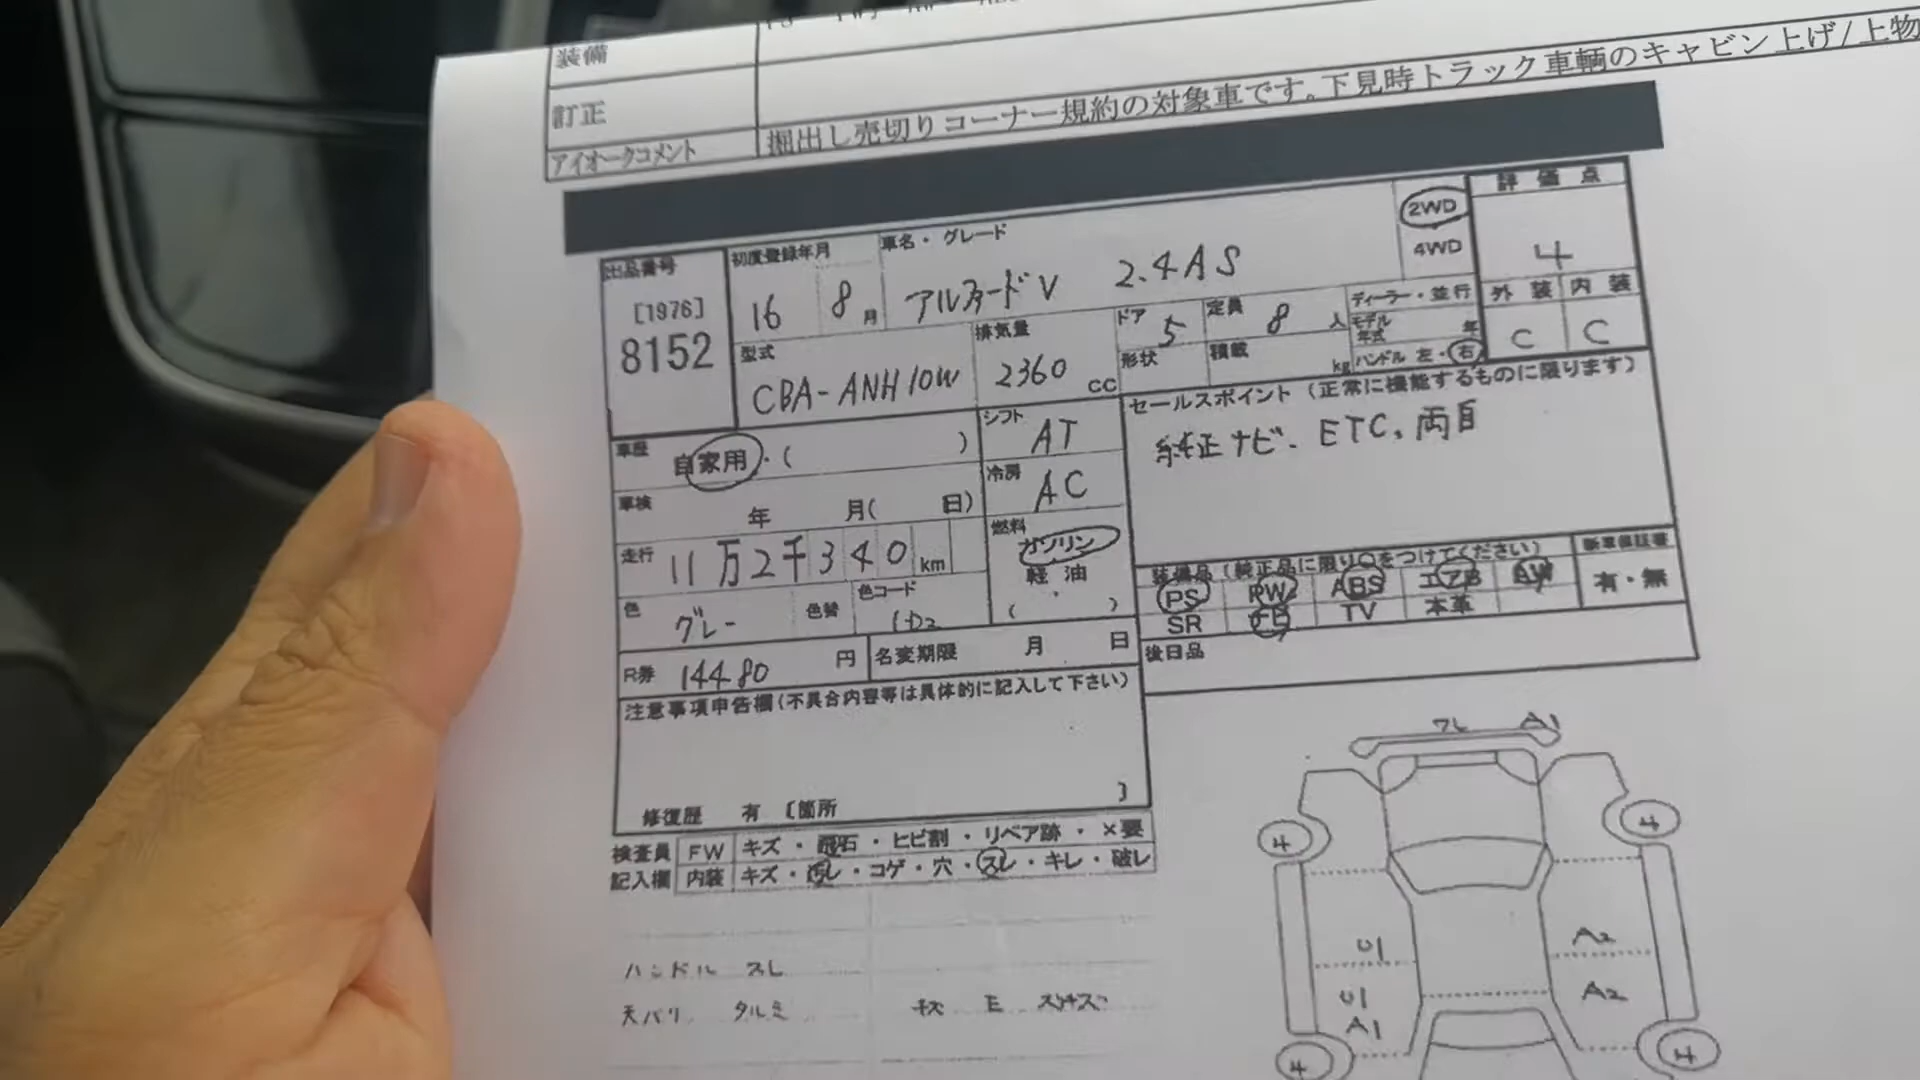 装備
訂正
アイオークコメント 掘出し売切りコーナー規約の対象車です。下見時トラック車輌のキャビン上げ/上物
出品番号 初度登録年月 車名・グレード 2WD 4WD 評価点
[1976]
8152
16 8月 アルファードV 2.4AS 4
型式 排気量 ドア 5 定員 8人 ディーラー・並行 外装 内装
CBA-ANH10W 2360 CC 形状 積載 kg モデル年式 年 C C
ハンドル 左・右
車歴 自家用・( ) シフト AT セールスポイント(正常に機能するものに限ります)
純正ナビ、ETC、両自
車検 年 月( 日) 冷房 AC
走行 11万2千340km 燃料 ガソリン 軽油 ( )
装備品(純正品に限り○をつけてください) 新車保証書
PS PW ABS エアB AW 有・無
SR TV 本革
色 グレー 色替 色コード
R券 14480円 名変期限 月 日 後日品
注意事項申告欄(不具合内容等は具体的に記入して下さい)
修復歴 有 〔箇所 〕
検査員 FW キズ・飛石・ヒビ割・リペア跡・×要
記入欄 内装 キズ・汚レ・コゲ・穴・スレ・キレ・破レ
ハンドル スレ
天バリ タルミ
ワレ A1
4 4
U1 A2
U1 A2
A1
4 4